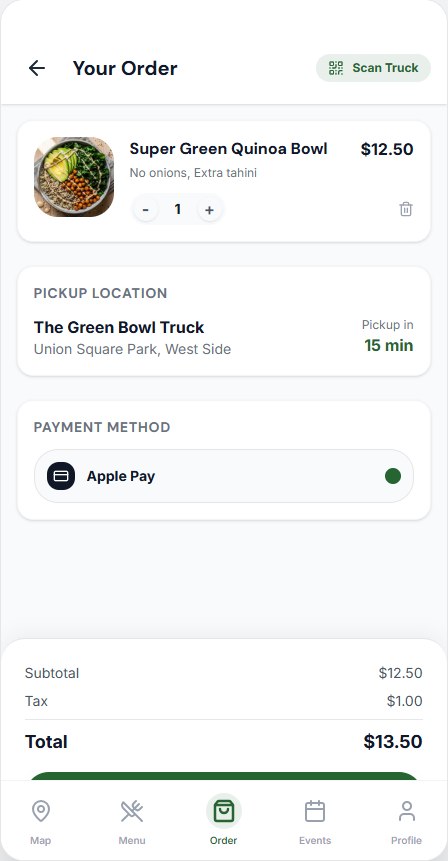 Your Order
Scan Truck
Super Green Quinoa Bowl
$12.50
No onions, Extra tahini
- 1 +
PICKUP LOCATION
The Green Bowl Truck
Pickup in
Union Square Park, West Side
15 min
PAYMENT METHOD
Apple Pay
Subtotal $12.50
Tax $1.00
Total $13.50
Map Menu Order Events Profile